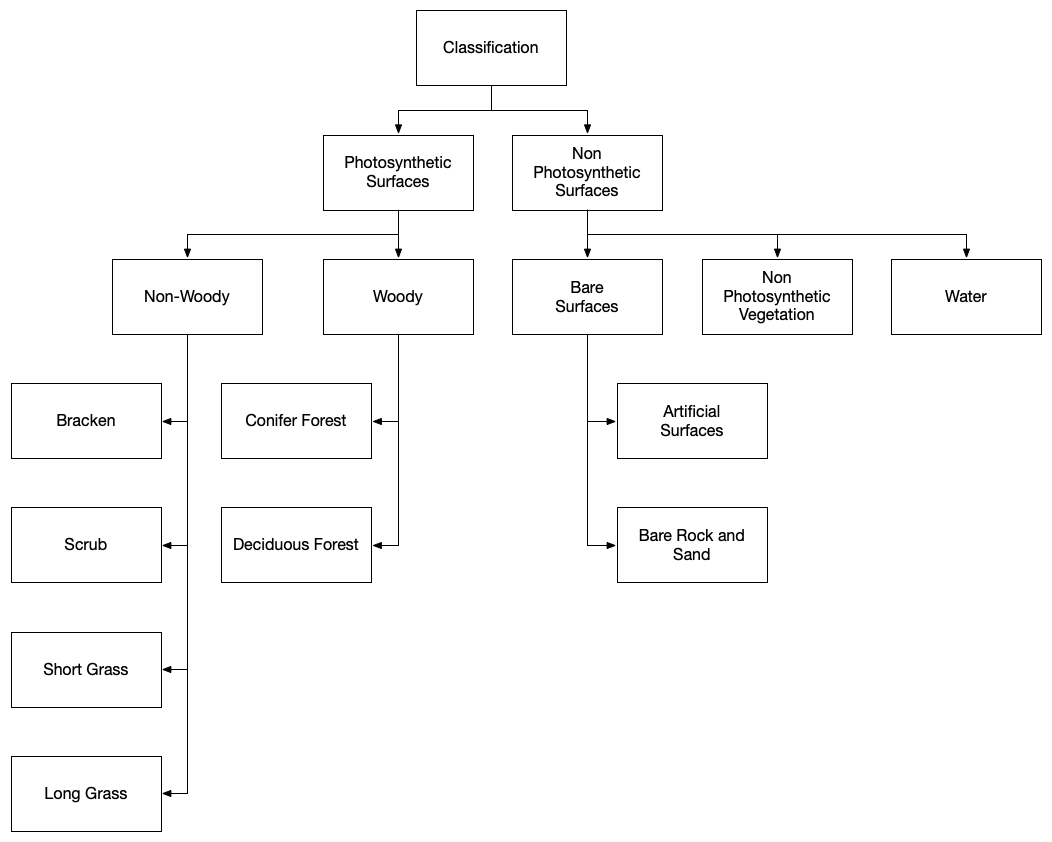 Classification
Photosynthetic
Surfaces
Non
Photosynthetic
Surfaces
Non-Woody
Woody
Bare
Surfaces
Non
Photosynthetic
Vegetation
Water
Bracken
Conifer Forest
Artificial
Surfaces
Scrub
Deciduous Forest
Bare Rock and
Sand
Short Grass
Long Grass